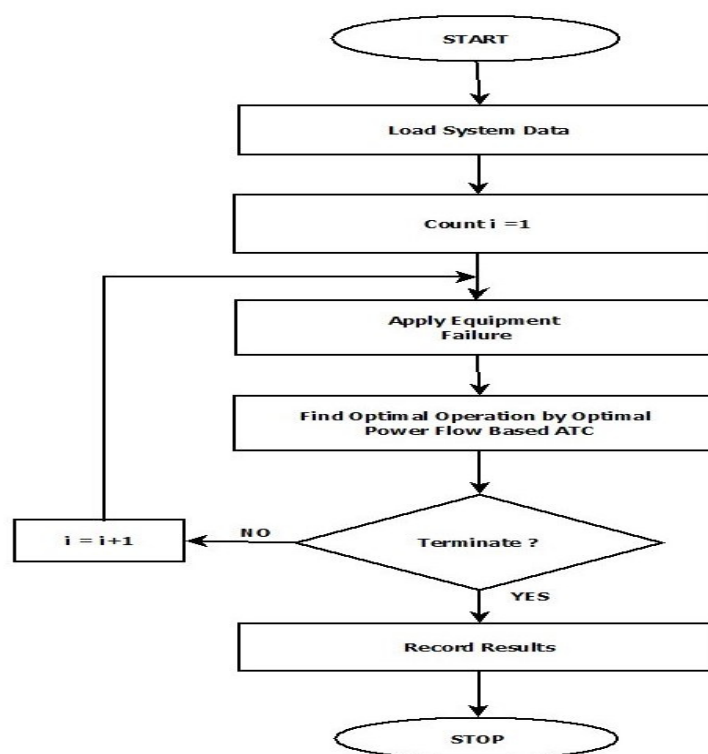 START
Load System Data
Count i =1
Apply Equipment
Failure
Find Optimal Operation by Optimal
Power Flow Based ATC
Terminate ?
NO
i = i+1
YES
Record Results
STOP